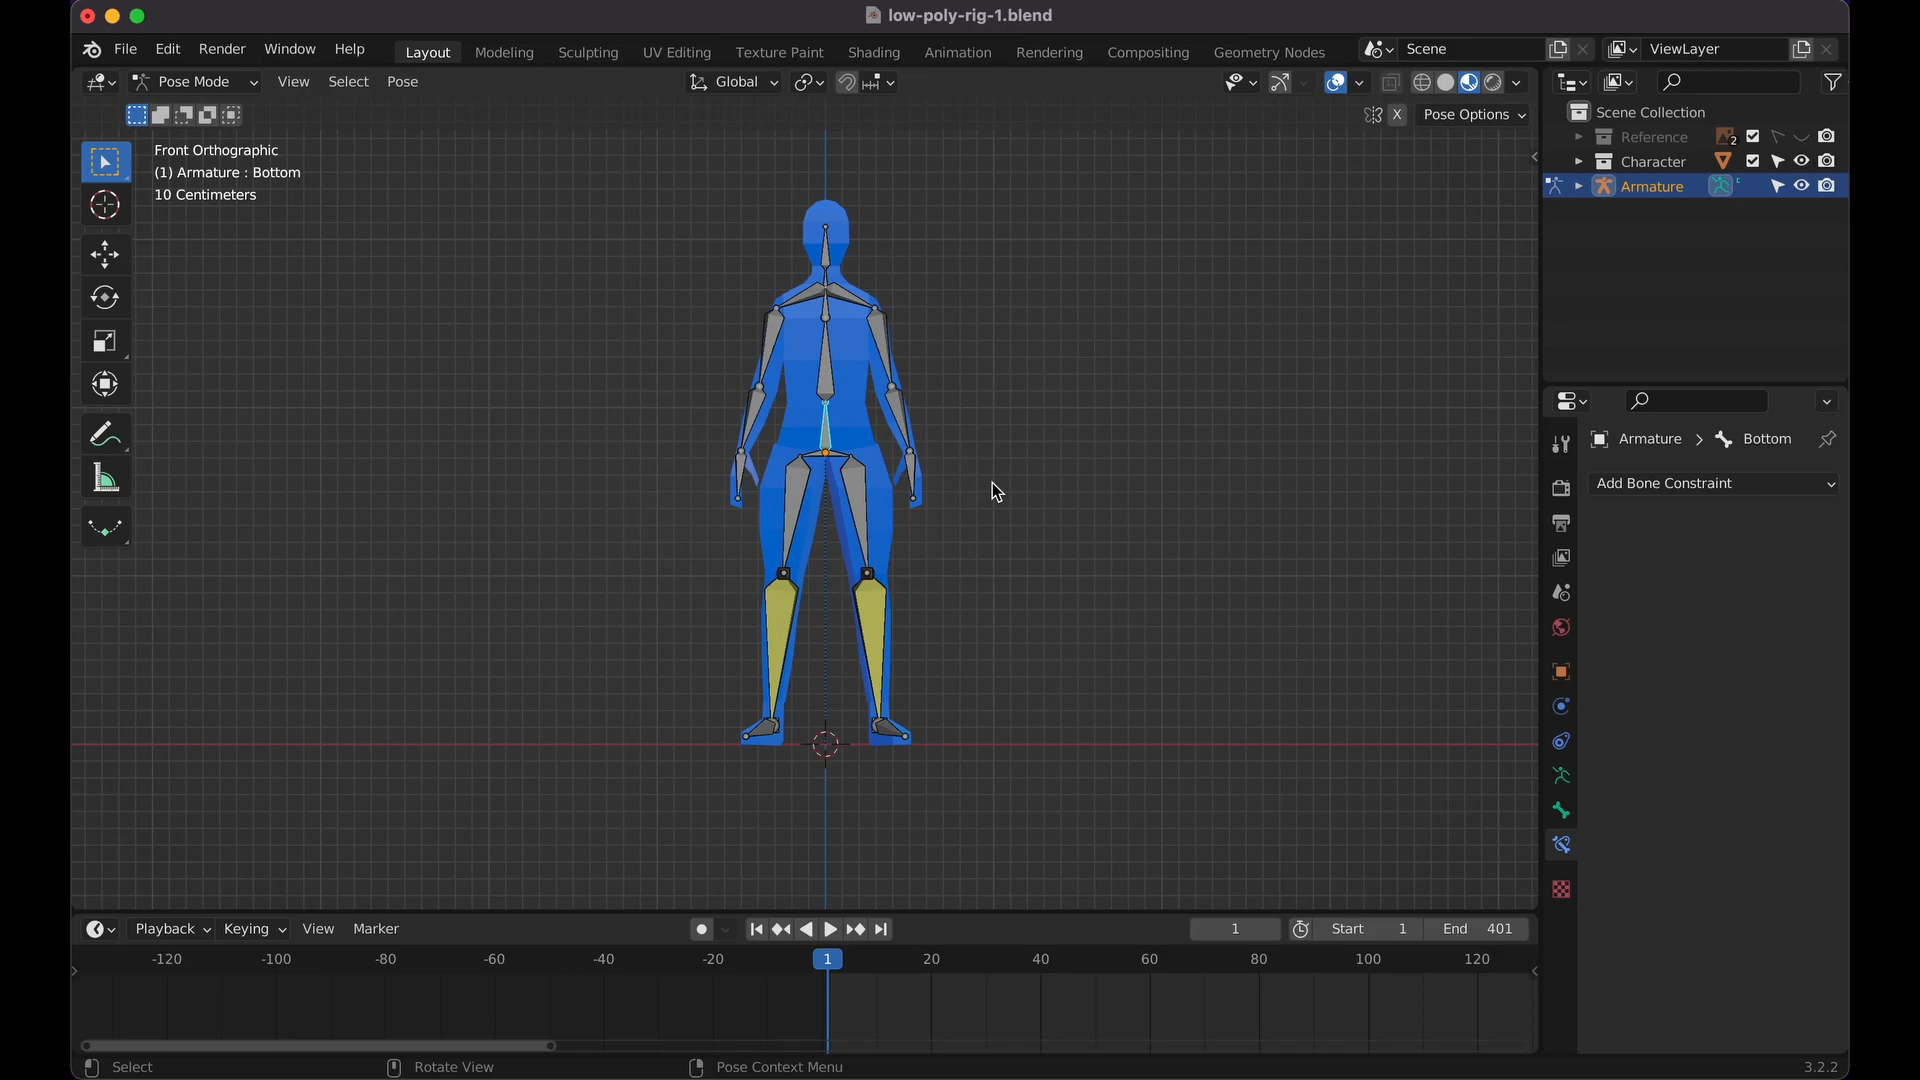 low-poly-rig-1.blend
File Edit Render Window Help Layout Modeling Sculpting UV Editing Texture Paint Shading Animation Rendering Compositing Geometry Nodes Scene ViewLayer
Pose Mode View Select Pose Global
X Pose Options
Scene Collection
Reference 2
Character
Armature
Front Orthographic
(1) Armature : Bottom
10 Centimeters
Armature > Bottom
Add Bone Constraint
Playback Keying View Marker 1 Start 1 End 401
-120 -100 -80 -60 -40 -20 1 20 40 60 80 100 120
Select Rotate View Pose Context Menu 3.2.2